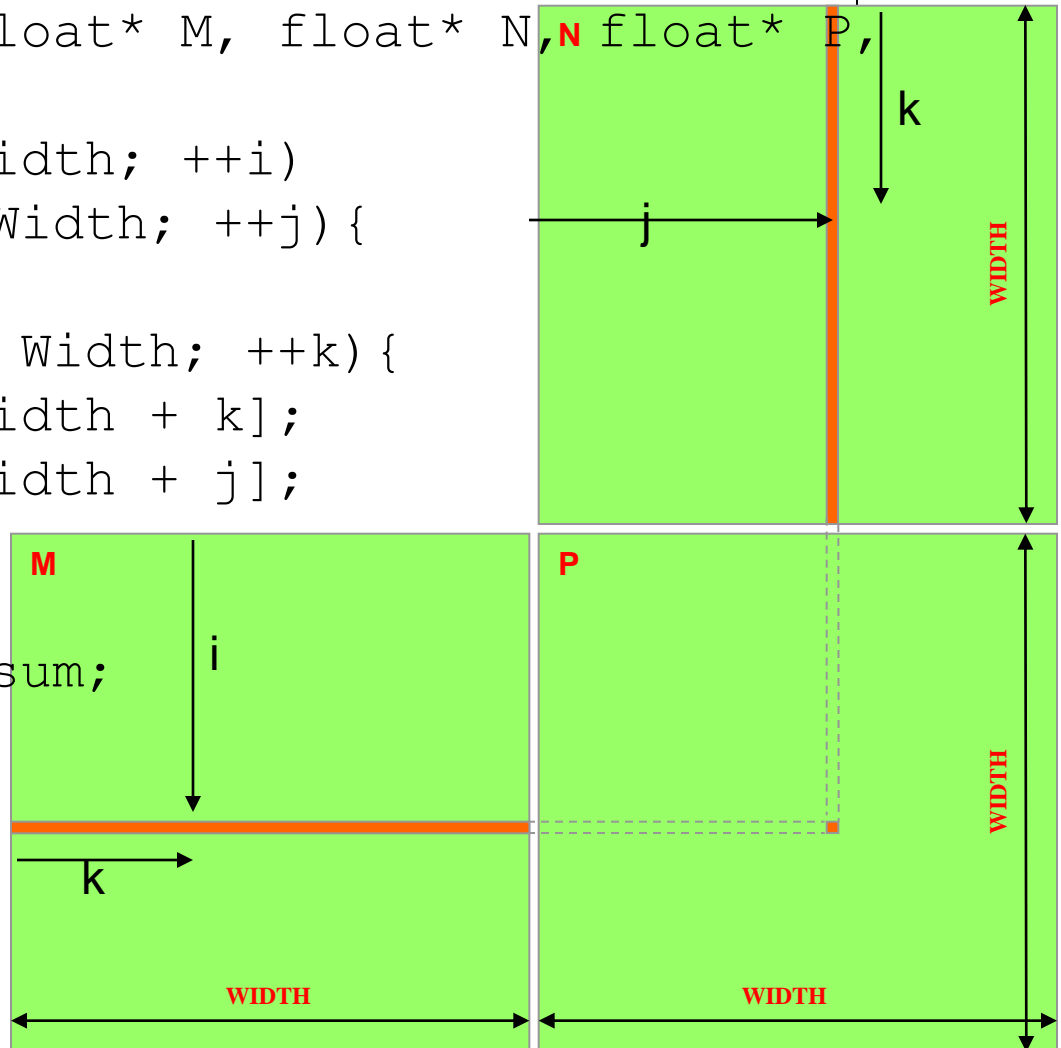 loat* M, float* N, float* P,
N
k
idth; ++i)
Width; ++j){
j
WIDTH
Width; ++k){
idth + k];
idth + j];
M
P
i
sum;
WIDTH
k
WIDTH
WIDTH